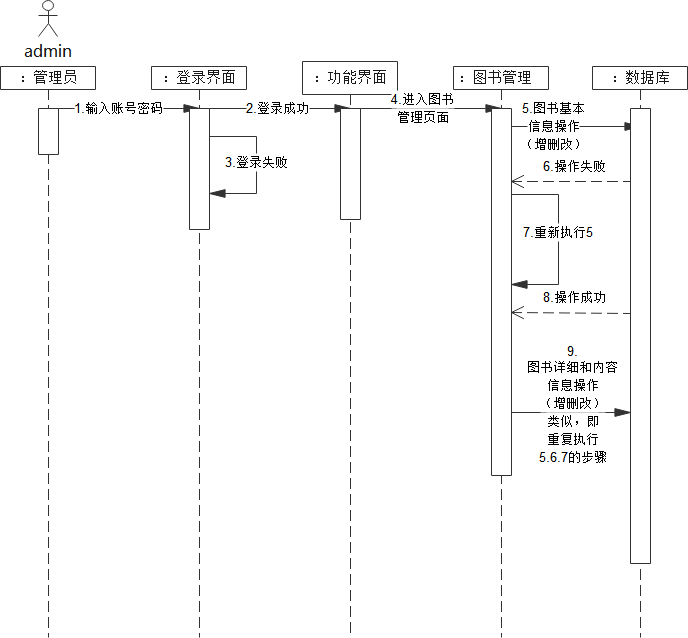 admin
：管理员
：登录界面
：功能界面
：图书管理
：数据库
1.输入账号密码
2.登录成功
3.登录失败
4.进入图书
管理页面
5.图书基本
信息操作
（增删改）
6.操作失败
7.重新执行5
8.操作成功
9.
图书详细和内容
信息操作
（增删改）
类似，即
重复执行
5.6.7的步骤